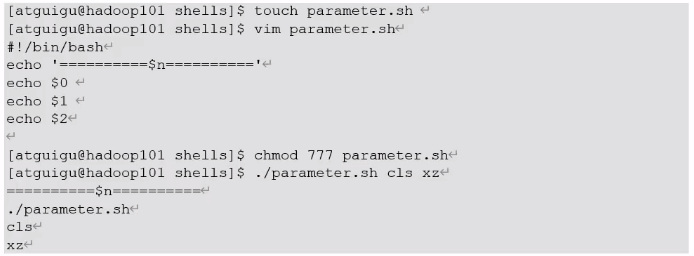 [atguigu@hadoop101 shells]$ touch parameter.sh
[atguigu@hadoop101 shells]$ vim parameter.sh
#!/bin/bash
echo '==========$n=========='
echo $0
echo $1
echo $2
[atguigu@hadoop101 shells]$ chmod 777 parameter.sh
[atguigu@hadoop101 shells]$ ./parameter.sh cls xz
==========$n==========
./parameter.sh
cls
xz